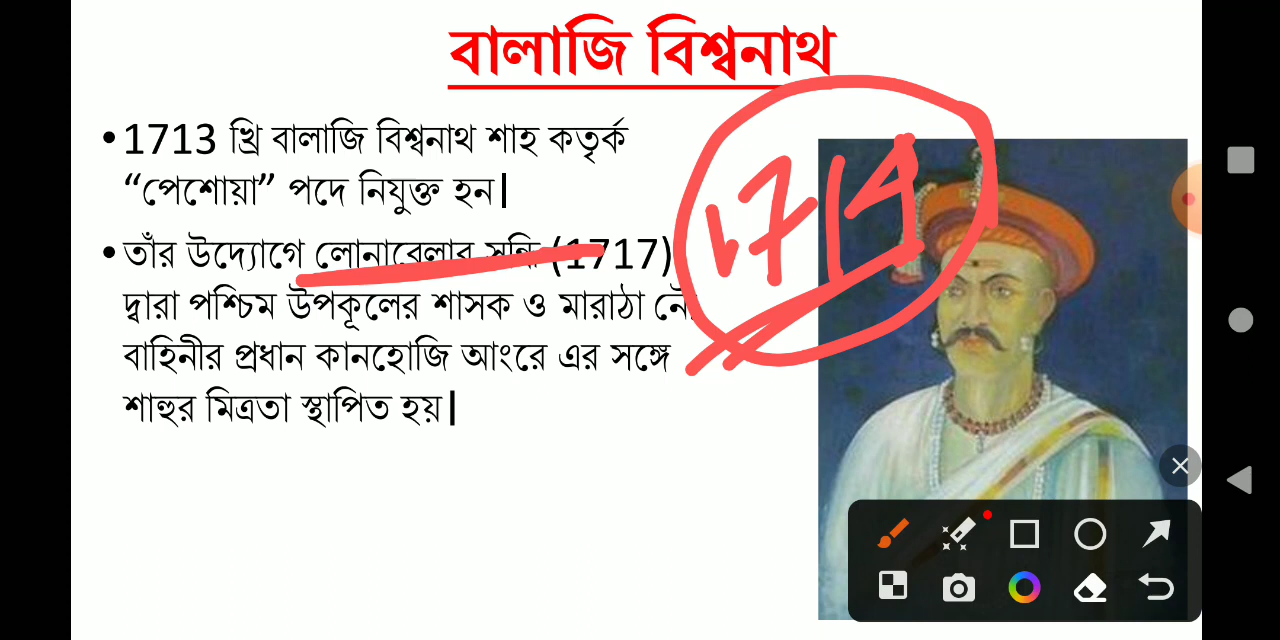 বালাজি বিশ্বনাথ
•1713 খ্রি বালাজি বিশ্বনাথ শাহ কতৃর্ক
“পেশোয়া” পদে নিযুক্ত হন।
•তাঁর উদ্যোগে লোনাবেলার সন্ধি (1717)
দ্বারা পশ্চিম উপকূলের শাসক ও মারাঠা নৌ
বাহিনীর প্রধান কানহোজি আংরে এর সঙ্গে
শাহুর মিত্রতা স্থাপিত হয়।
1714